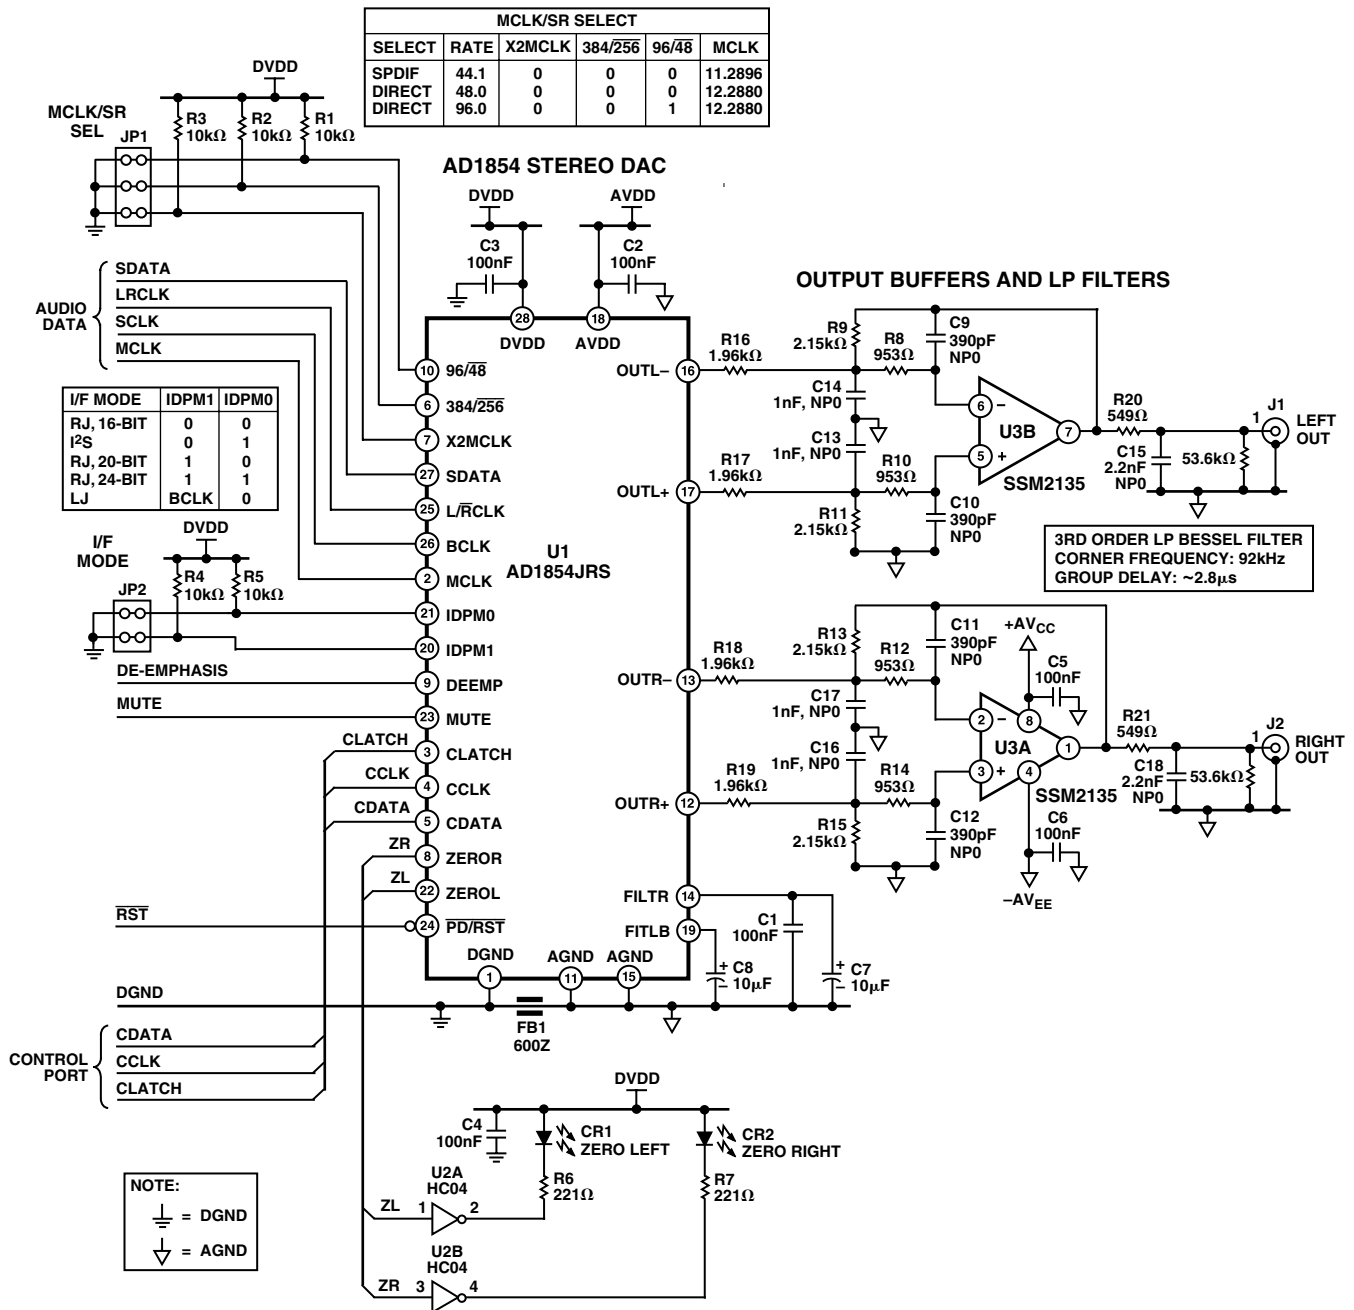 MCLK/SR SELECT
SELECT RATE X2MCLK 384/256 96/48 MCLK
SPDIF 44.1 0 0 0 11.2896
DIRECT 48.0 0 0 0 12.2880
DIRECT 96.0 0 0 1 12.2880
DVDD
MCLK/SR
SEL
JP1
R3
10kΩ
R2
10kΩ
R1
10kΩ
AD1854 STEREO DAC
DVDD
AVDD
C3
100nF
C2
100nF
AUDIO
DATA
SDATA
LRCLK
SCLK
MCLK
I/F MODE IDPM1 IDPM0
RJ, 16-BIT 0 0
I2S 0 1
RJ, 20-BIT 1 0
RJ, 24-BIT 1 1
LJ BCLK 0
I/F
MODE
DVDD
JP2
R4
10kΩ
R5
10kΩ
DE-EMPHASIS
MUTE
CLATCH
CCLK
CDATA
ZR
ZL
RST
28
DVDD
18
AVDD
10 96/48
6 384/256
7 X2MCLK
27 SDATA
25 L/RCLK
26 BCLK
2 MCLK
21 IDPM0
20 IDPM1
9 DEEMP
23 MUTE
3 CLATCH
4 CCLK
5 CDATA
8 ZEROR
22 ZEROL
24 PD/RST
U1
AD1854JRS
OUTL– 16
OUTL+ 17
OUTR– 13
OUTR+ 12
FILTR 14
FITLB 19
DGND
1
AGND
11
AGND
15
OUTPUT BUFFERS AND LP FILTERS
R16
1.96kΩ
R9
2.15kΩ
R8
953Ω
C9
390pF
NP0
C14
1nF, NP0
C13
1nF, NP0
R17
1.96kΩ
R10
953Ω
R11
2.15kΩ
C10
390pF
NP0
6 –
5 +
U3B
7
SSM2135
R20
549Ω
C15
2.2nF
NP0
53.6kΩ
1
J1
LEFT
OUT
3RD ORDER LP BESSEL FILTER
CORNER FREQUENCY: 92kHz
GROUP DELAY: ~2.8μs
R18
1.96kΩ
R13
2.15kΩ
R12
953Ω
C11
390pF
NP0
+AVCC
C5
100nF
C17
1nF, NP0
C16
1nF, NP0
R19
1.96kΩ
R14
953Ω
R15
2.15kΩ
C12
390pF
NP0
2 –
3 +
8
U3A
4
1
SSM2135
C6
100nF
–AVEE
R21
549Ω
C18
2.2nF
NP0
53.6kΩ
1
J2
RIGHT
OUT
C1
100nF
+
–
C8
10μF
+
–
C7
10μF
DGND
FB1
600Z
CONTROL
PORT
CDATA
CCLK
CLATCH
DVDD
C4
100nF
CR1
ZERO LEFT
CR2
ZERO RIGHT
R6
221Ω
R7
221Ω
U2A
HC04
ZL 1 2
U2B
HC04
ZR 3 4
NOTE:
= DGND
= AGND